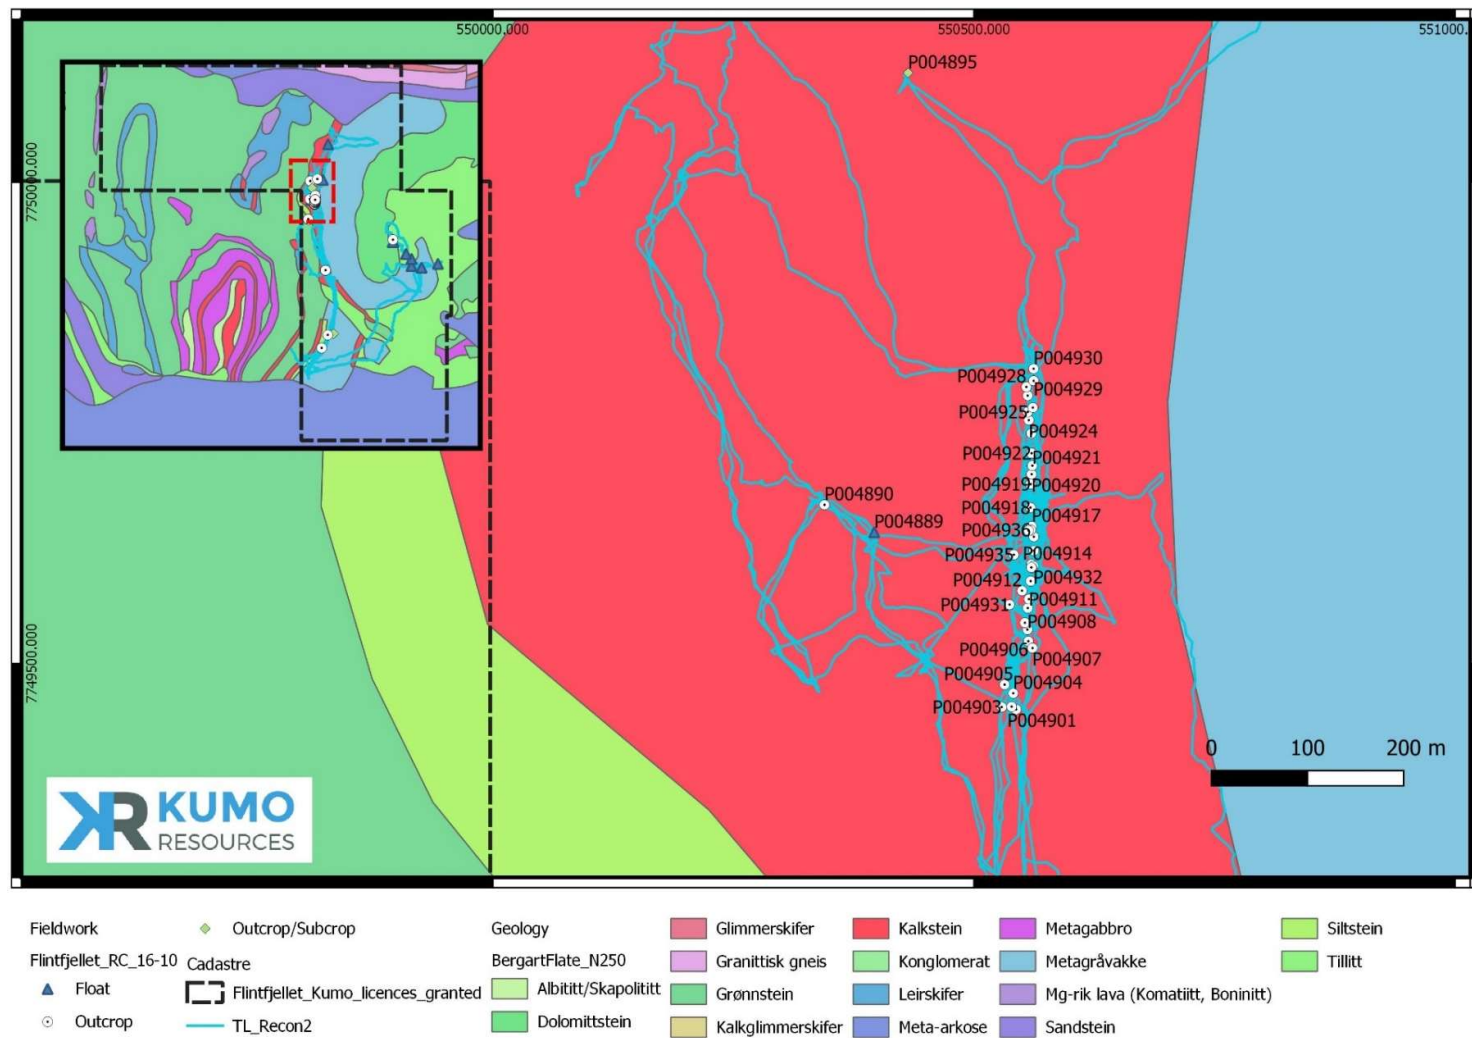 550000.000
550500.000
551000.
7750000.000
7749500.000
P004895
P004930
P004928
P004929
P004925
P004924
P004922
P004921
P004919
P004920
P004918
P004917
P004936
P004935
P004914
P004912
P004932
P004931
P004911
P004908
P004906
P004907
P004905
P004904
P004903
P004901
P004890
P004889
0 100 200 m
KR KUMO
RESOURCES
Fieldwork
Flintfjellet_RC_16-10
Float
Outcrop
Outcrop/Subcrop
Cadastre
Flintfjellet_Kumo_licences_granted
TL_Recon2
Geology
BergartFlate_N250
Albititt/Skapolititt
Dolomittstein
Glimmerskifer
Granittisk gneis
Grønnstein
Kalkglimmerskifer
Kalkstein
Konglomerat
Leirskifer
Meta-arkose
Metagabbro
Metagråvakke
Mg-rik lava (Komatiitt, Boninitt)
Sandstein
Siltstein
Tillitt